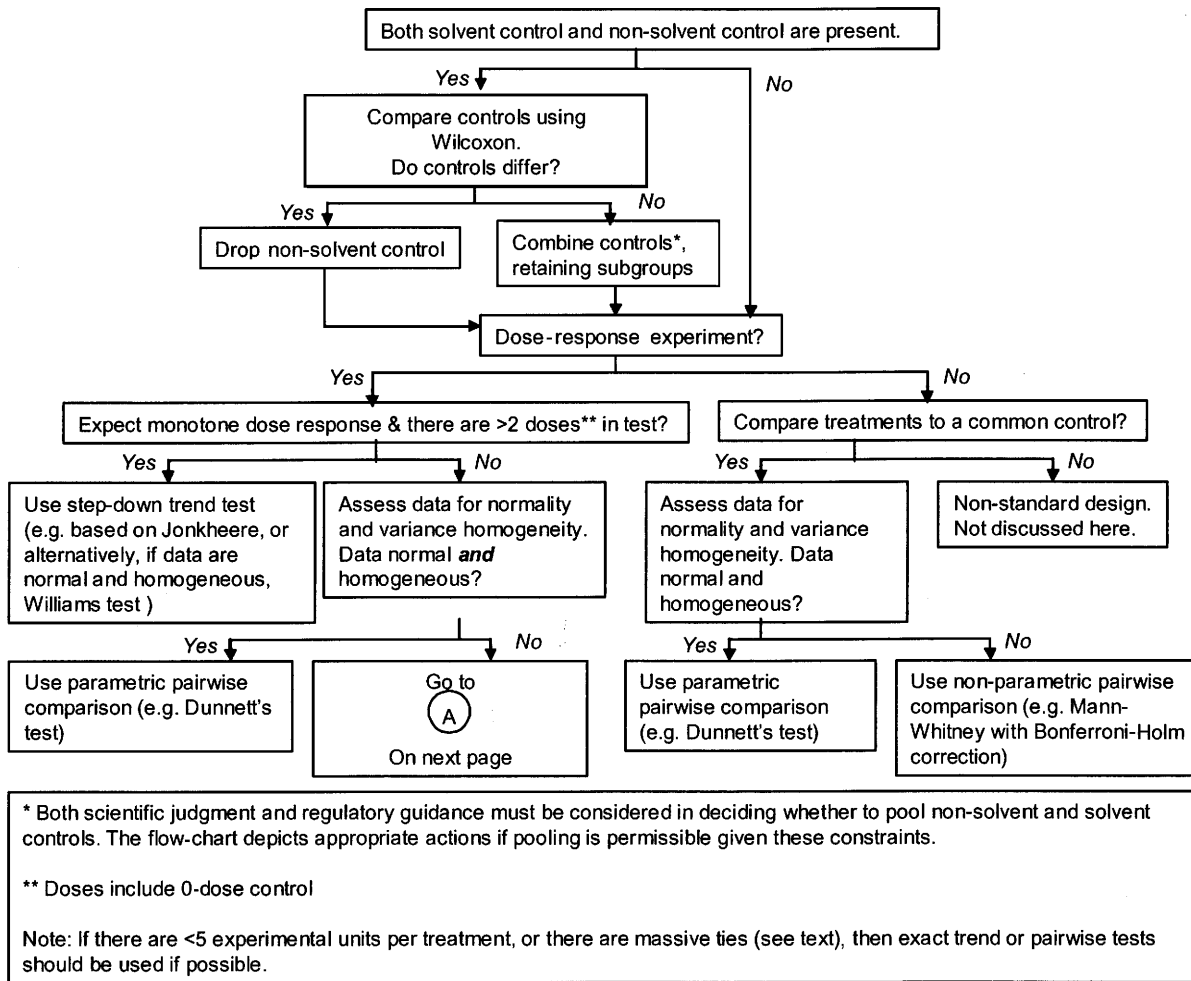 Both solvent control and non-solvent control are present.
Yes
No
Compare controls using
Wilcoxon.
Do controls differ?
Yes
No
Drop non-solvent control
Combine controls*,
retaining subgroups
Dose-response experiment?
Yes
No
Expect monotone dose response & there are >2 doses** in test?
Compare treatments to a common control?
Yes
No
Yes
No
Use step-down trend test
(e.g. based on Jonkheere, or
alternatively, if data are
normal and homogeneous,
Williams test )
Assess data for normality
and variance homogeneity.
Data normal and
homogeneous?
Assess data for
normality and variance
homogeneity. Data
normal and
homogeneous?
Non-standard design.
Not discussed here.
Yes
No
Yes
No
Use parametric pairwise
comparison (e.g. Dunnett's
test)
Go to
A
On next page
Use parametric
pairwise comparison
(e.g. Dunnett's test)
Use non-parametric pairwise
comparison (e.g. Mann-
Whitney with Bonferroni-Holm
correction)
* Both scientific judgment and regulatory guidance must be considered in deciding whether to pool non-solvent and solvent
controls. The flow-chart depicts appropriate actions if pooling is permissible given these constraints.
** Doses include 0-dose control
Note: If there are <5 experimental units per treatment, or there are massive ties (see text), then exact trend or pairwise tests
should be used if possible.